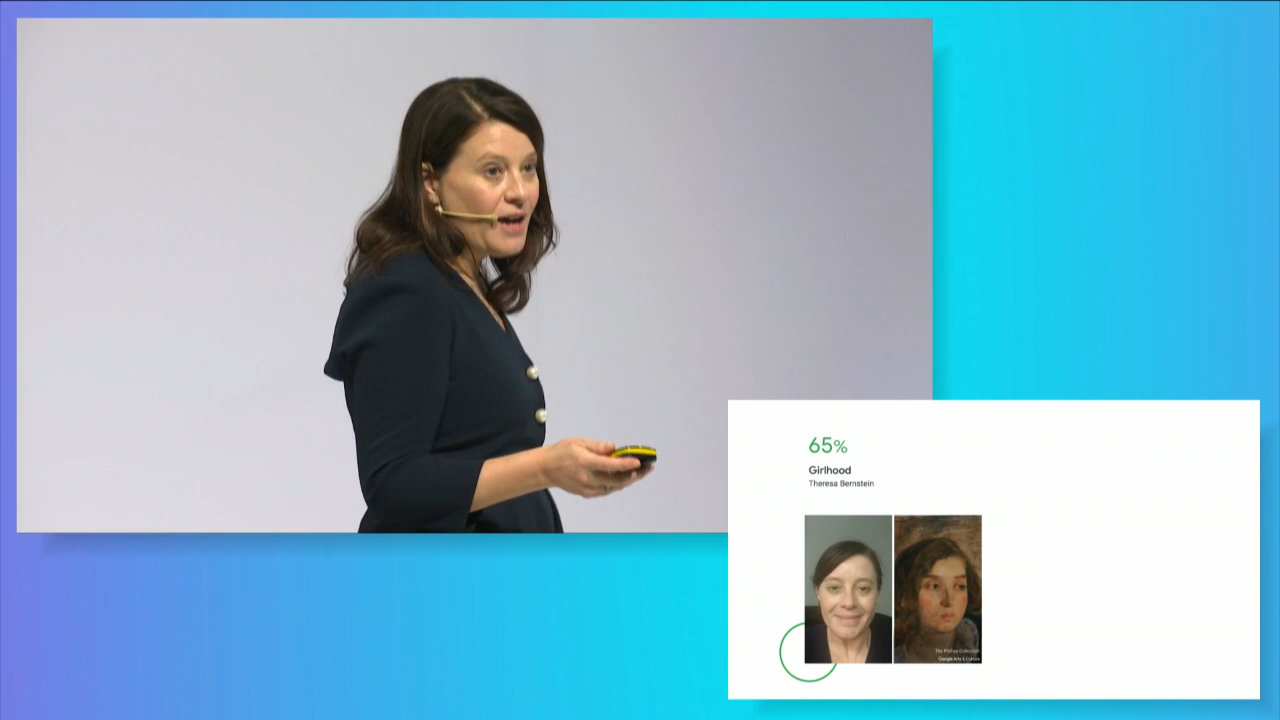 65%
Girlhood
Theresa Bernstein
The Phillips Collection
Google Arts & Culture